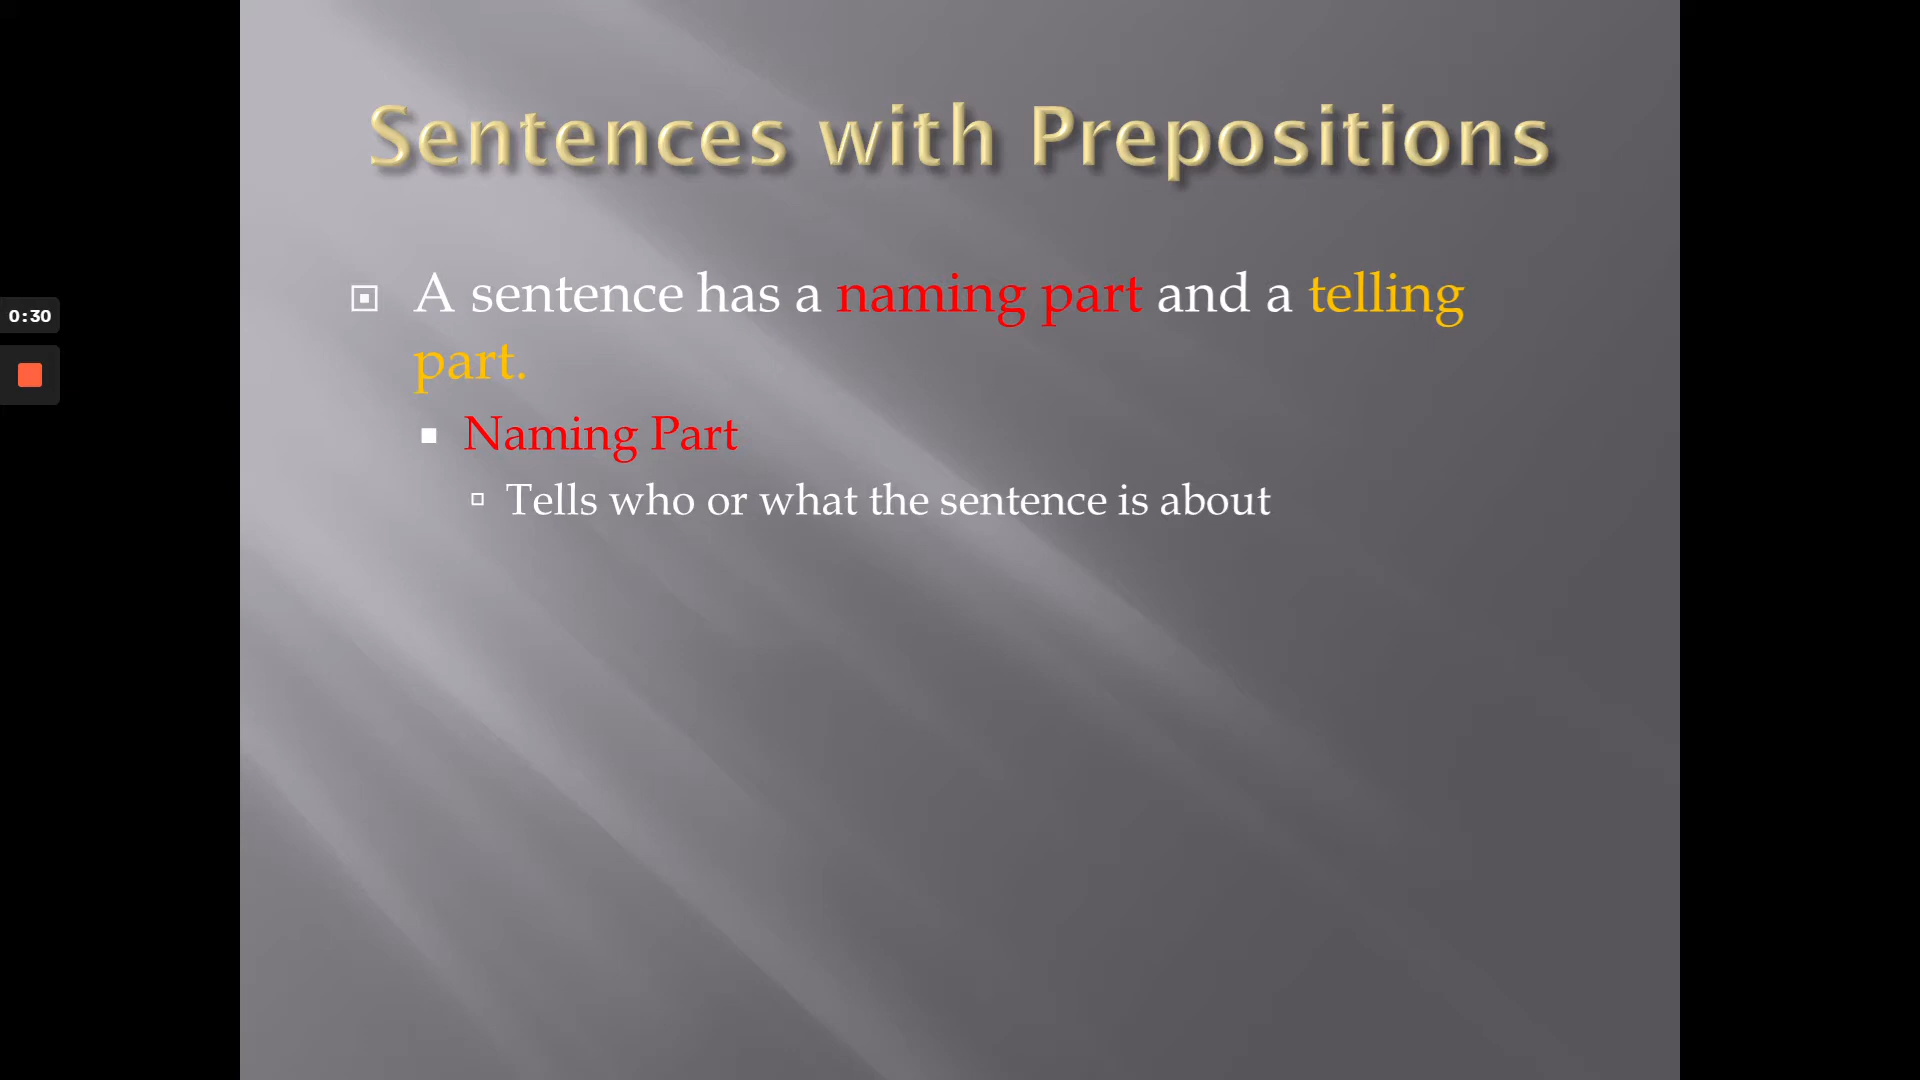 Sentences with Prepositions
A sentence has a naming part and a telling
part.
Naming Part
Tells who or what the sentence is about
0:30